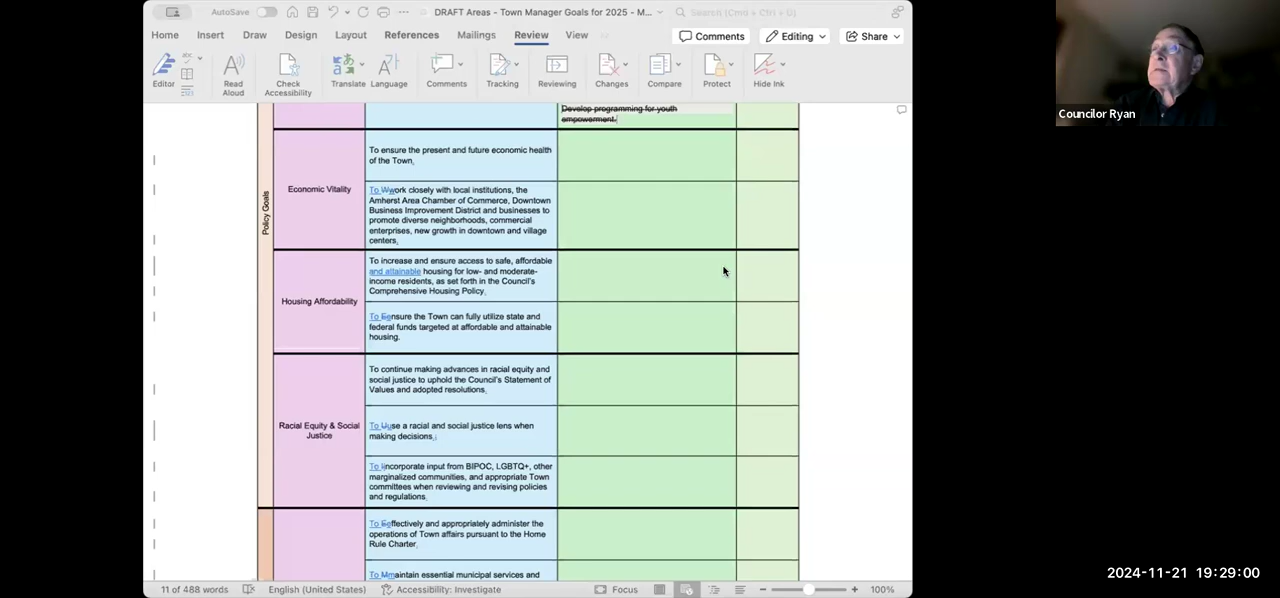 AutoSave
DRAFT Areas - Town Manager Goals for 2025 - M...
Search (Cmd + Ctrl + U)
Home Insert Draw Design Layout References Mailings Review View
Comments Editing Share
Editor
Read
Aloud
Check
Accessibility
Translate Language
Comments
Tracking
Reviewing
Changes
Compare
Protect
Hide Ink
Develop programming for youth
empowerment.
Policy Goals
Economic Vitality
To ensure the present and future economic health
of the Town.
To Wwork closely with local institutions, the
Amherst Area Chamber of Commerce, Downtown
Business Improvement District and businesses to
promote diverse neighborhoods, commercial
enterprises, new growth in downtown and village
centers.
Housing Affordability
To increase and ensure access to safe, affordable
and attainable housing for low- and moderate-
income residents, as set forth in the Council's
Comprehensive Housing Policy.
To Eensure the Town can fully utilize state and
federal funds targeted at affordable and attainable
housing.
Racial Equity & Social
Justice
To continue making advances in racial equity and
social justice to uphold the Council's Statement of
Values and adopted resolutions.
To Uuse a racial and social justice lens when
making decisions.
To Iincorporate input from BIPOC, LGBTQ+, other
marginalized communities, and appropriate Town
committees when reviewing and revising policies
and regulations.
To Eeffectively and appropriately administer the
operations of Town affairs pursuant to the Home
Rule Charter.
To Mmaintain essential municipal services and
11 of 488 words English (United States) Accessibility: Investigate Focus 100%
Councilor Ryan
2024-11-21 19:29:00